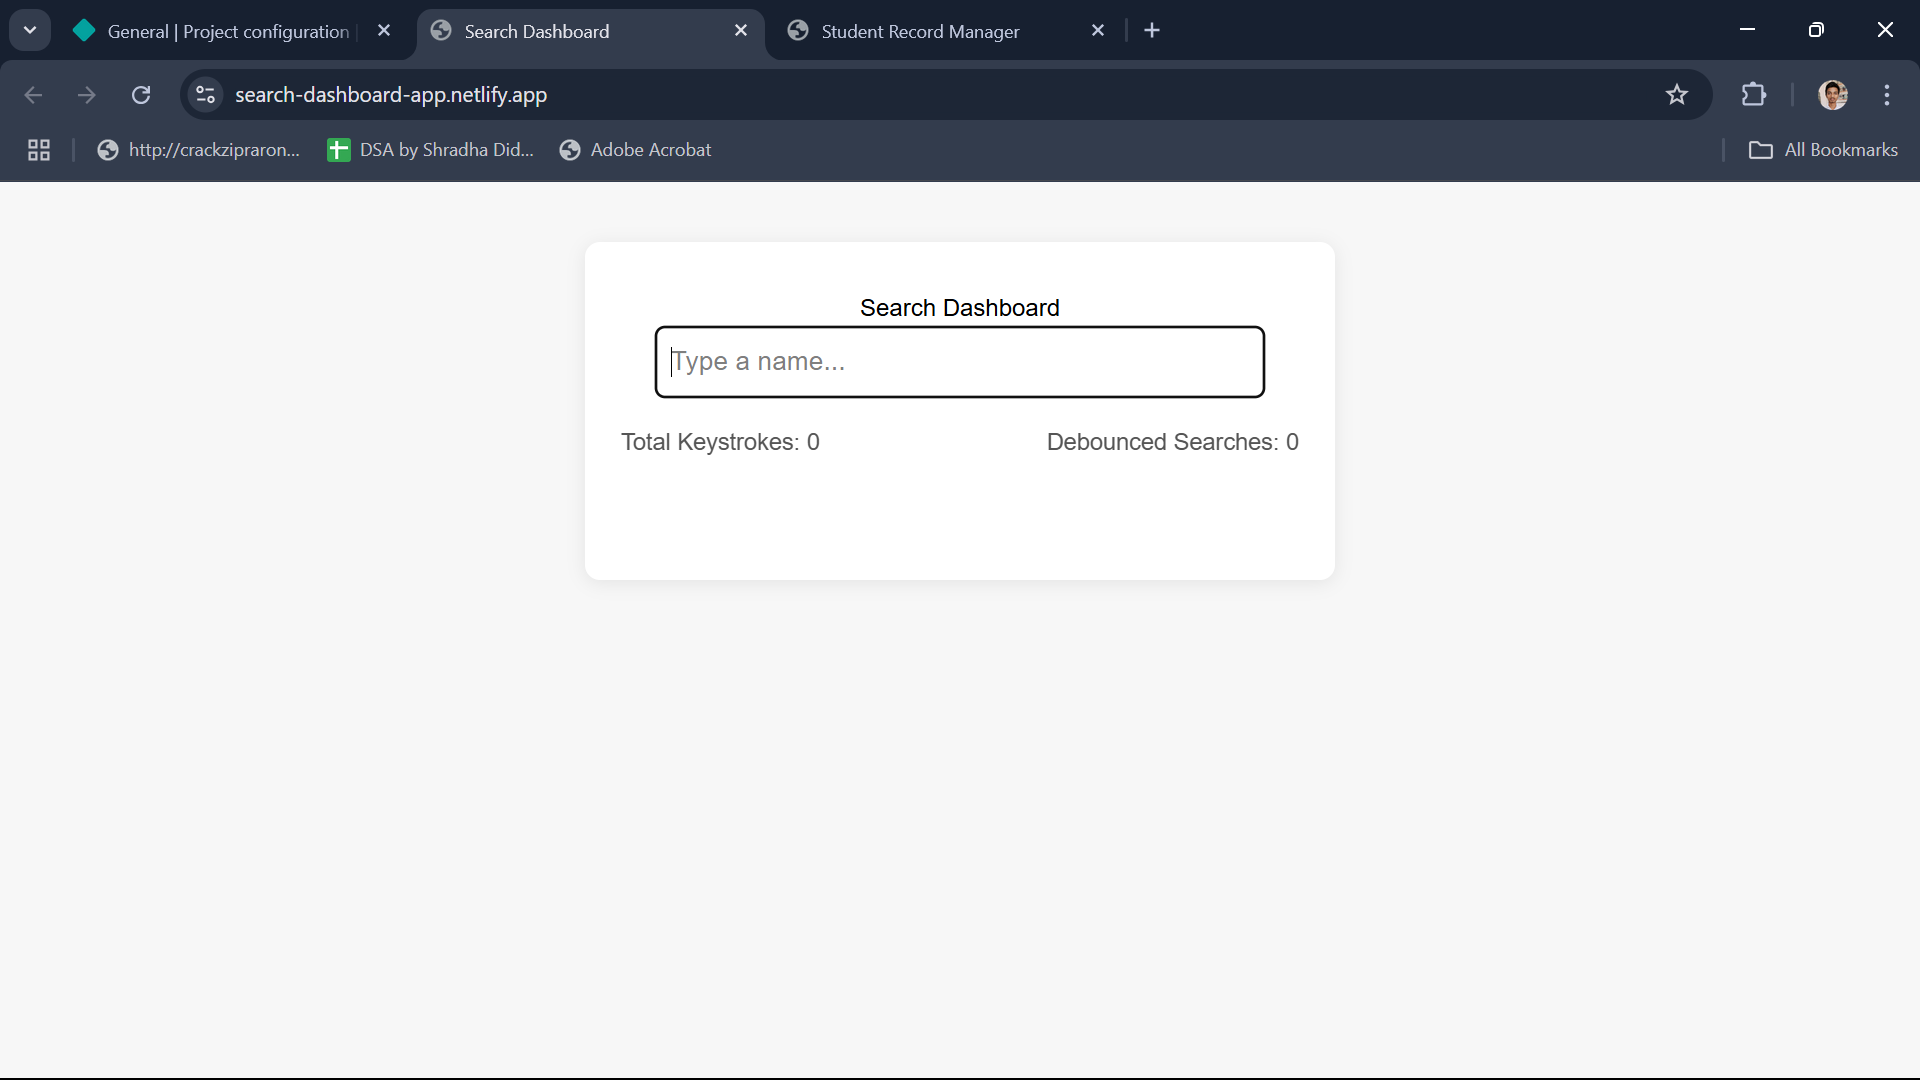 General | Project configuration
Search Dashboard
Student Record Manager
search-dashboard-app.netlify.app
http://crackzipraron...
DSA by Shradha Did...
Adobe Acrobat
All Bookmarks
Search Dashboard
Type a name...
Total Keystrokes: 0
Debounced Searches: 0